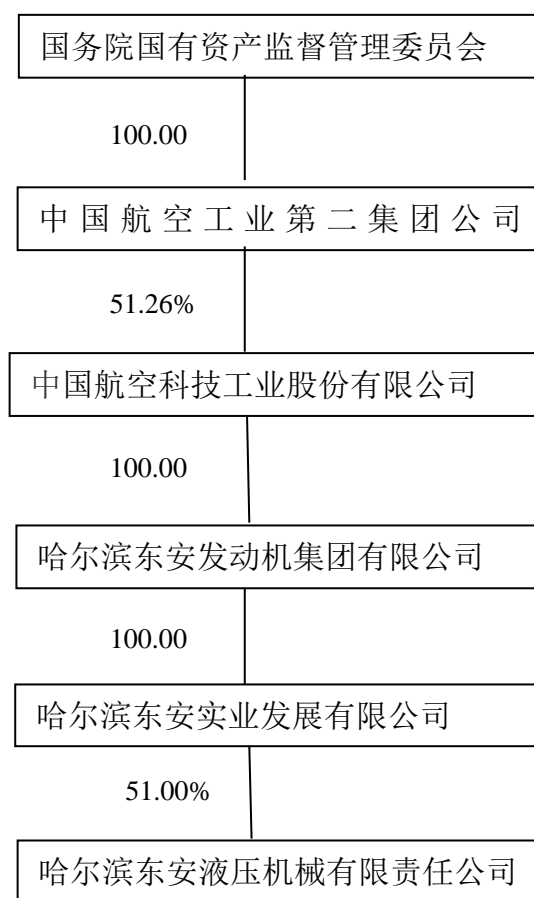 国务院国有资产监督管理委员会
100.00
中国航空工业第二集团公司
51.26%
中国航空科技工业股份有限公司
100.00
哈尔滨东安发动机集团有限公司
100.00
哈尔滨东安实业发展有限公司
51.00%
哈尔滨东安液压机械有限责任公司